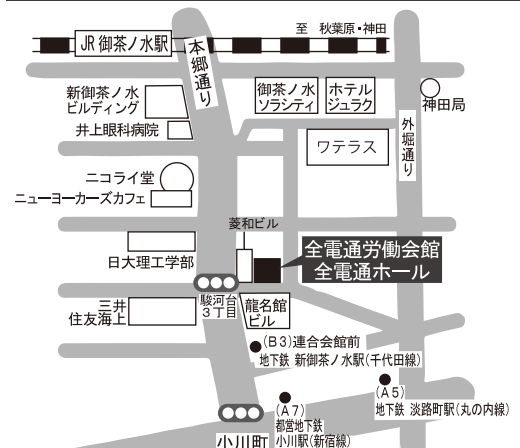 至 秋葉原・神田
JR 御茶ノ水駅
本郷通り
新御茶ノ水
ビルディング
井上眼科病院
御茶ノ水
ソラシティ
ホテル
ジュラク
神田局
外堀通り
ワテラス
ニコライ堂
ニューヨーカーズカフェ
菱和ビル
日大理工学部
全電通労働会館
全電通ホール
三井
住友海上
駿河台
3丁目
龍名館
ビル
(B3)連合会館前
地下鉄 新御茶ノ水駅(千代田線)
(A5)
地下鉄 淡路町駅(丸の内線)
(A7)
都営地下鉄
小川駅(新宿線)
小川町